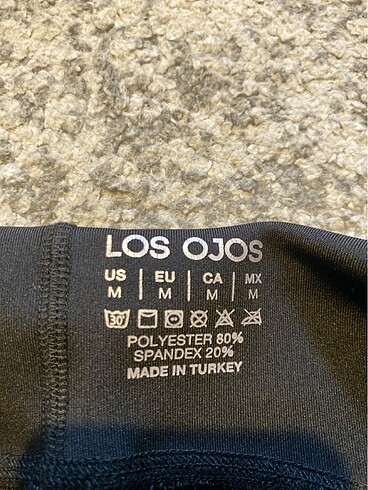 LOS OJOS
US | EU | CA | MX
M | M | M | M
30°
POLYESTER 80%
SPANDEX 20%
MADE IN TURKEY